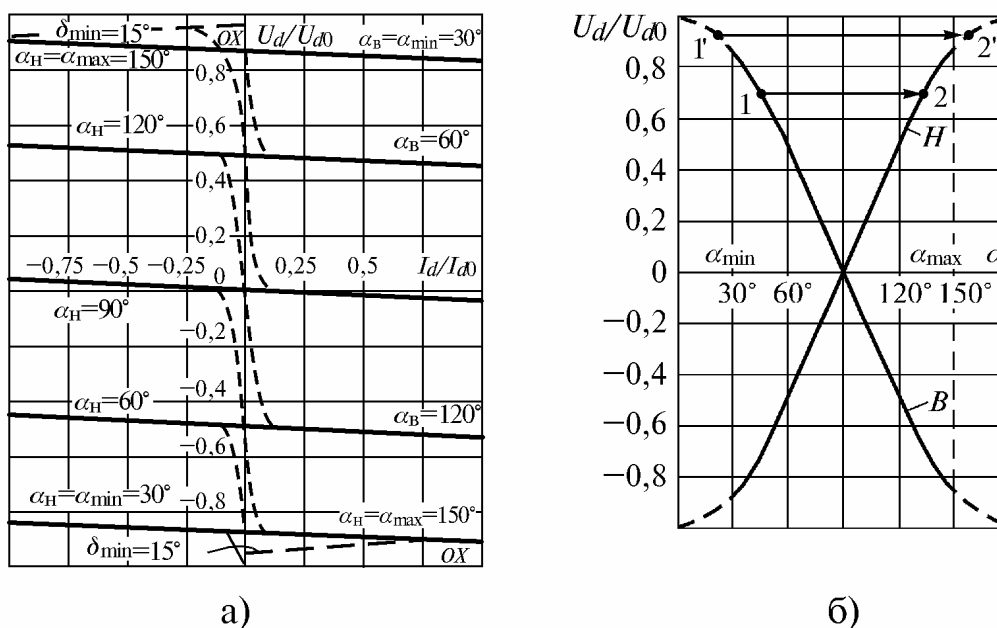 δmin=15° OX Ud/Ud0 αВ=αmin=30°
αН=αmax=150° 0,8
αН=120° 0,6 αВ=60°
0,4
0,2
−0,75 −0,5 −0,25 0 0,25 0,5 Id/Id0
αН=90° −0,2
−0,4
αН=60° αВ=120°
−0,6
αН=αmin=30° −0,8 αН=αmax=150°
δmin=15° OX
а)
Ud/Ud0
1' 2'
0,8
1 2
0,6 Н
0,4
0,2
αmin αmax α
0 30° 60° 120° 150°
−0,2
−0,4
В
−0,6
−0,8
б)